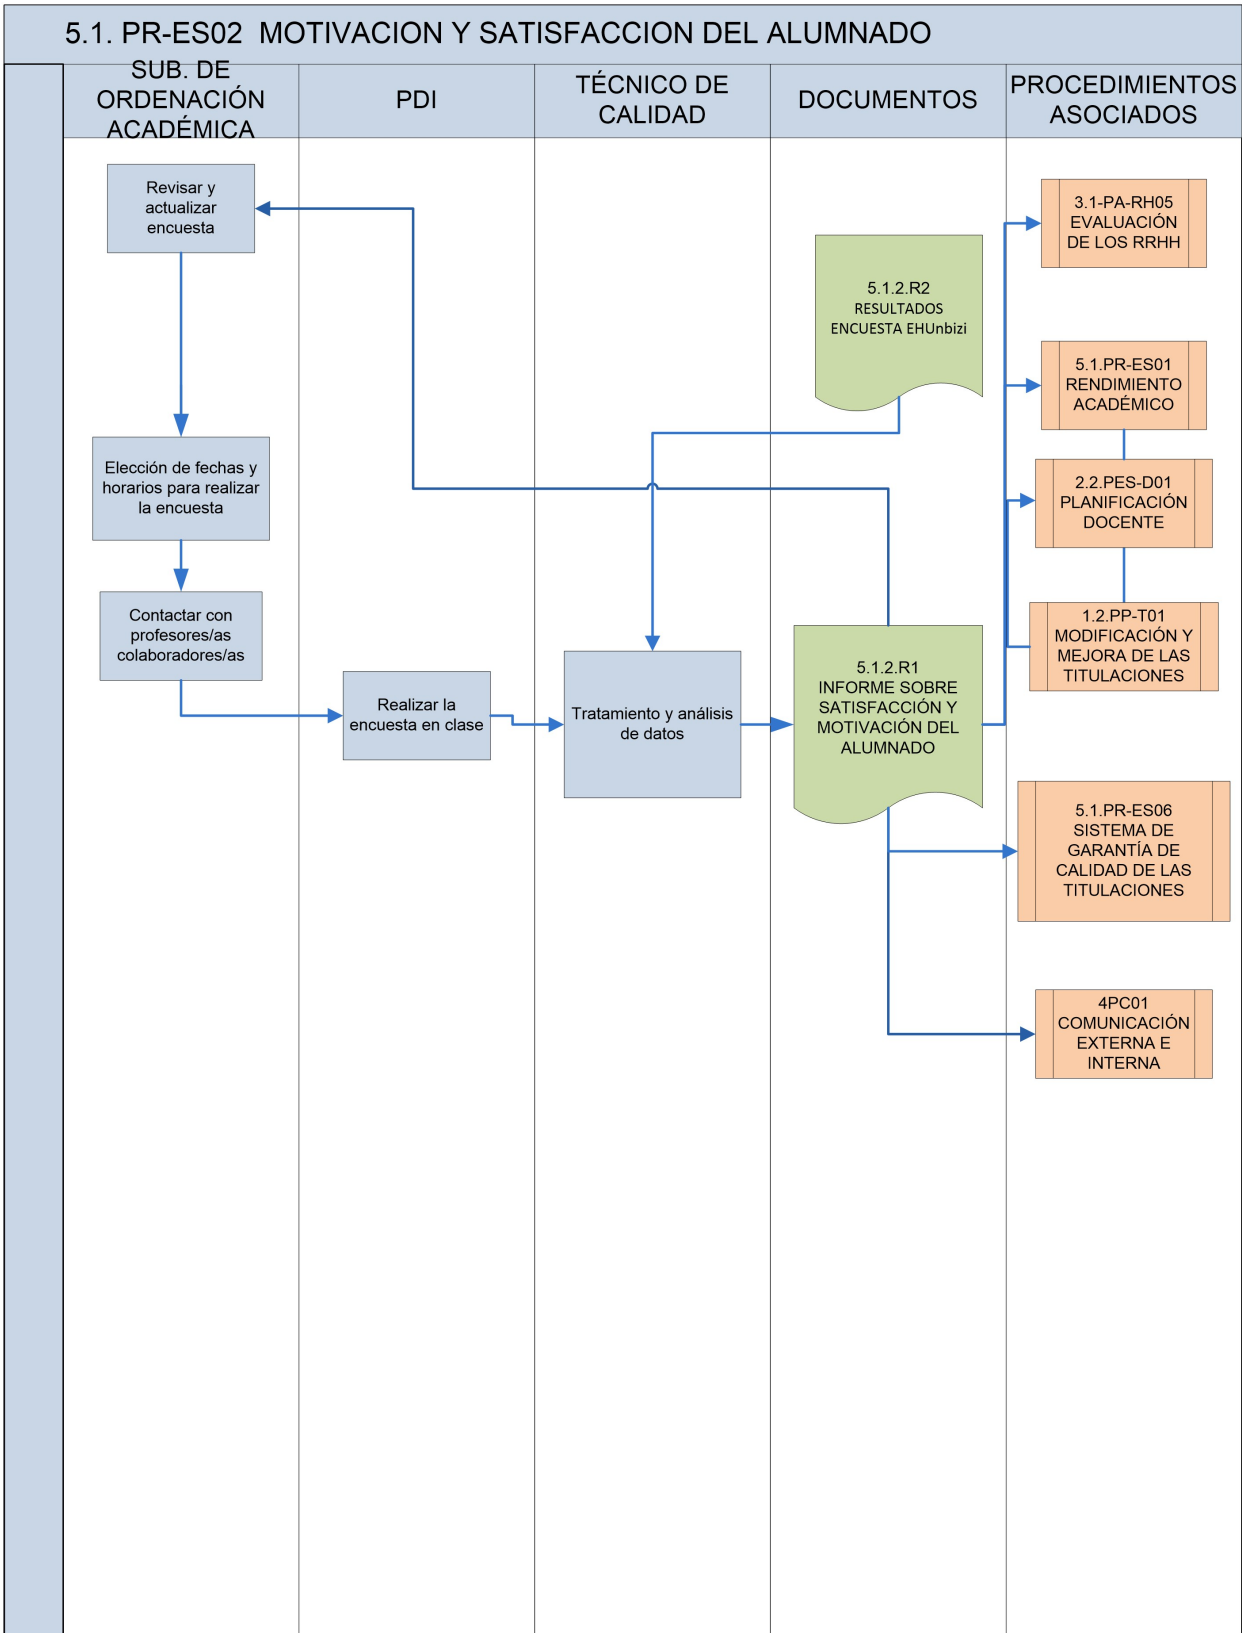 5.1. PR-ES02 MOTIVACION Y SATISFACCION DEL ALUMNADO
SUB. DE
ORDENACIÓN
ACADÉMICA
PDI
TÉCNICO DE
CALIDAD
DOCUMENTOS
PROCEDIMIENTOS
ASOCIADOS
Revisar y
actualizar
encuesta
Elección de fechas y
horarios para realizar
la encuesta
Contactar con
profesores/as
colaboradores/as
Realizar la
encuesta en clase
Tratamiento y análisis
de datos
5.1.2.R2
RESULTADOS
ENCUESTA EHUnbizi
5.1.2.R1
INFORME SOBRE
SATISFACCIÓN Y
MOTIVACIÓN DEL
ALUMNADO
3.1-PA-RH05
EVALUACIÓN
DE LOS RRHH
5.1.PR-ES01
RENDIMIENTO
ACADÉMICO
2.2.PES-D01
PLANIFICACIÓN
DOCENTE
1.2.PP-T01
MODIFICACIÓN Y
MEJORA DE LAS
TITULACIONES
5.1.PR-ES06
SISTEMA DE
GARANTÍA DE
CALIDAD DE LAS
TITULACIONES
4PC01
COMUNICACIÓN
EXTERNA E
INTERNA